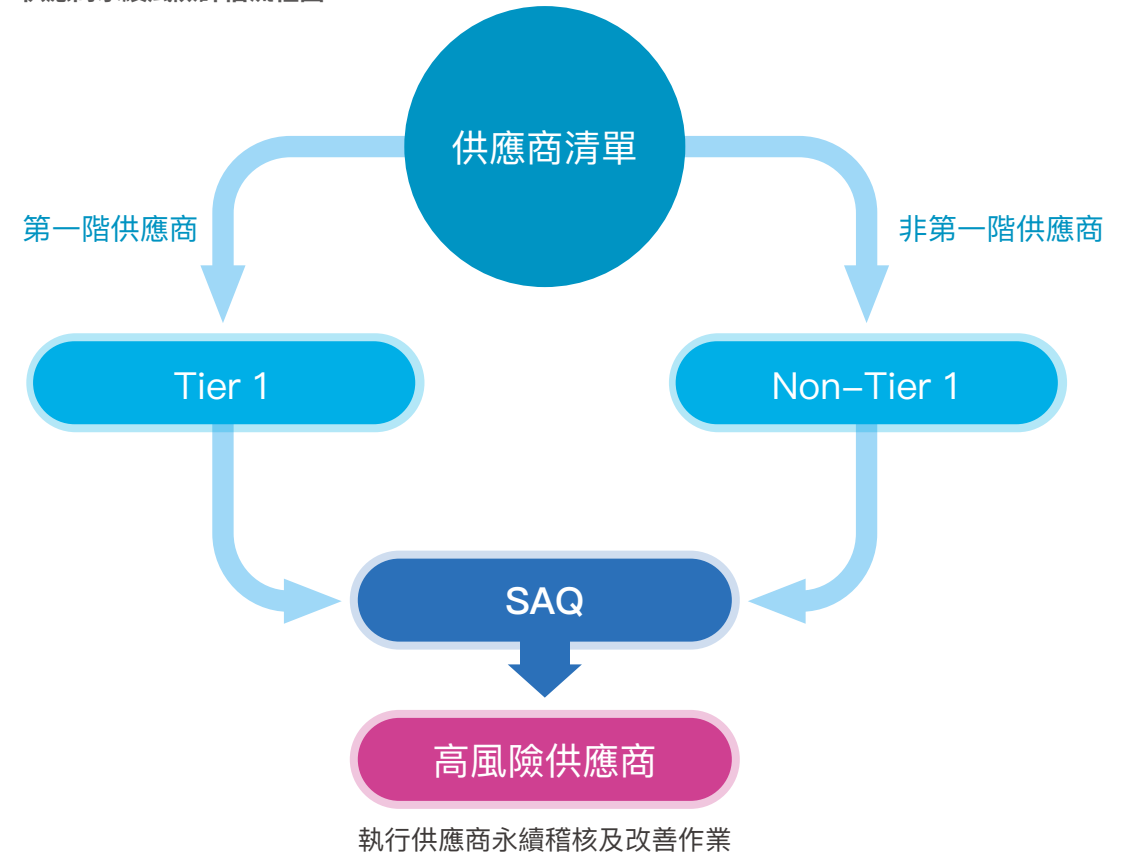 供應商清單
第一階供應商
非第一階供應商
Tier 1
Non–Tier 1
SAQ
高風險供應商
執行供應商永續稽核及改善作業